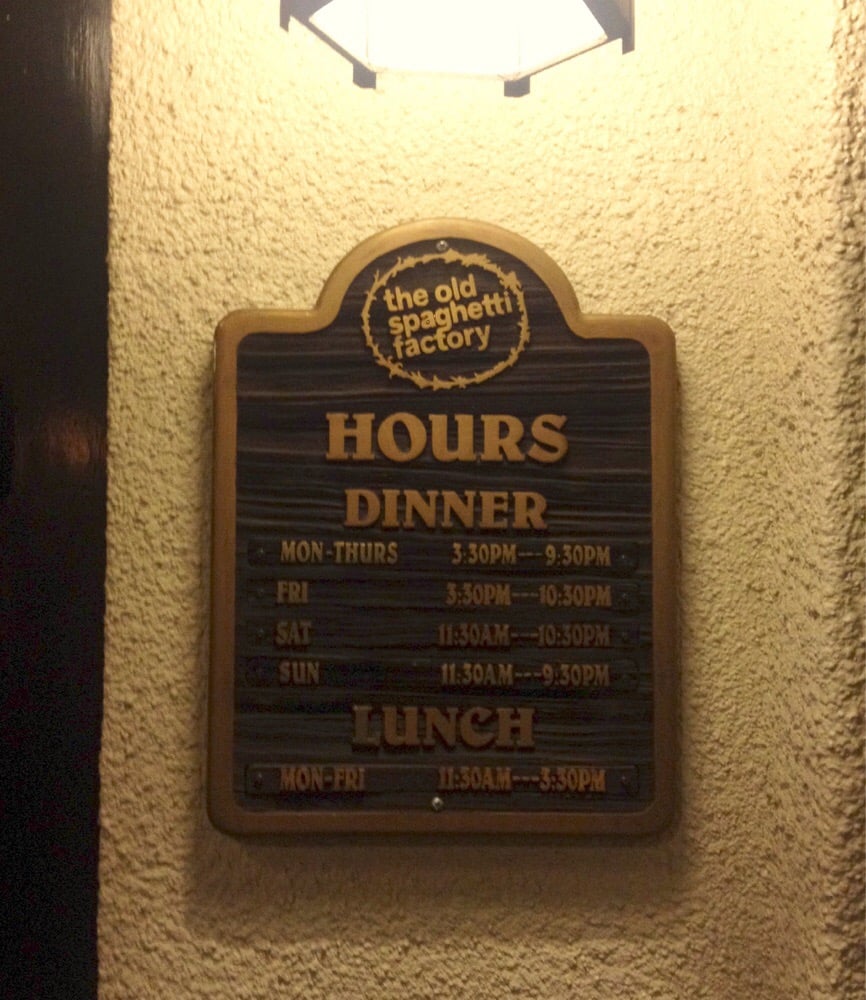 the old
spaghetti
factory
HOURS
DINNER
MON-THURS 3:30PM---9:30PM
FRI 3:30PM---10:30PM
SAT 11:30AM---10:30PM
SUN 11:30AM---9:30PM
LUNCH
MON-FRI 11:30AM---3:30PM